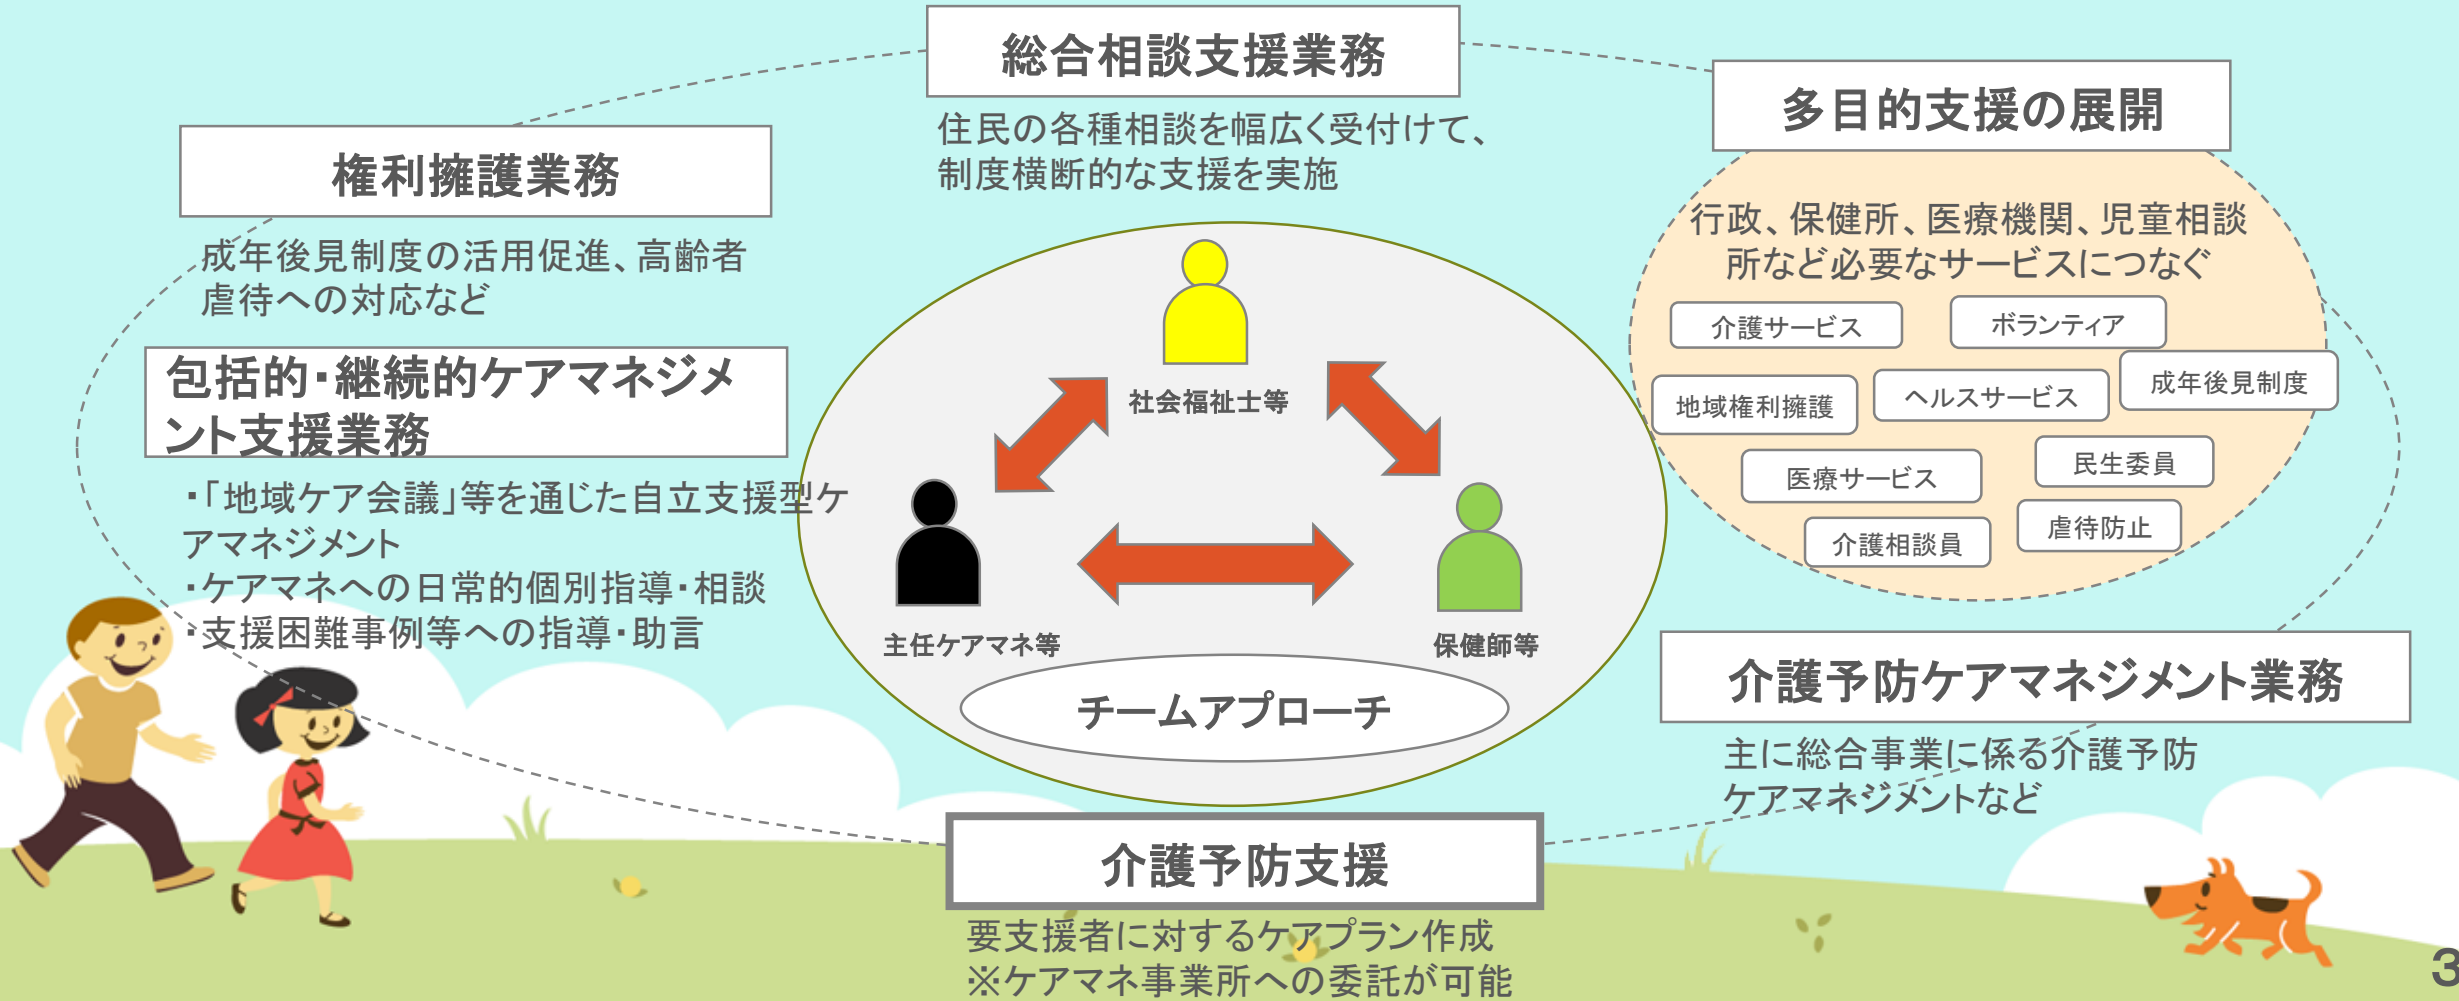 総合相談支援業務
住民の各種相談を幅広く受付けて、
制度横断的な支援を実施
権利擁護業務
成年後見制度の活用促進、高齢者
虐待への対応など
包括的・継続的ケアマネジメ
ント支援業務
・「地域ケア会議」等を通じた自立支援型ケ
アマネジメント
・ケアマネへの日常的個別指導・相談
・支援困難事例等への指導・助言
社会福祉士等
主任ケアマネ等
保健師等
チームアプローチ
多目的支援の展開
行政、保健所、医療機関、児童相談
所など必要なサービスにつなぐ
介護サービス
ボランティア
地域権利擁護
ヘルスサービス
成年後見制度
医療サービス
民生委員
介護相談員
虐待防止
介護予防ケアマネジメント業務
主に総合事業に係る介護予防
ケアマネジメントなど
介護予防支援
要支援者に対するケアプラン作成
※ケアマネ事業所への委託が可能
3